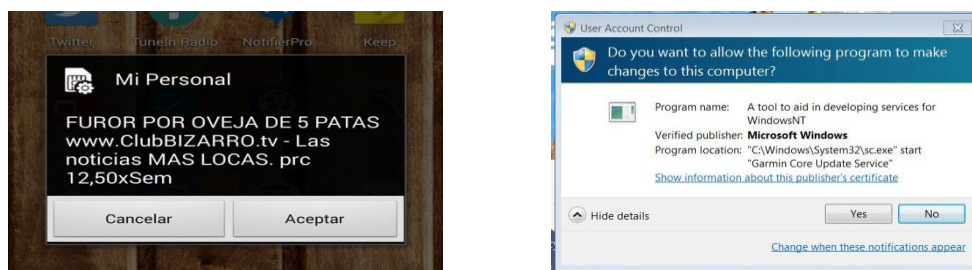 Twitter TuneIn Radio NotifierPro Keep
Mi Personal
FUROR POR OVEJA DE 5 PATAS
www.ClubBIZARRO.tv - Las
noticias MAS LOCAS. prc
12,50xSem
Cancelar Aceptar
User Account Control
Do you want to allow the following program to make
changes to this computer?
Program name: A tool to aid in developing services for
WindowsNT
Verified publisher: Microsoft Windows
Program location: "C:\Windows\System32\sc.exe" start
"Garmin Core Update Service"
Show information about this publisher's certificate
Hide details Yes No
Change when these notifications appear